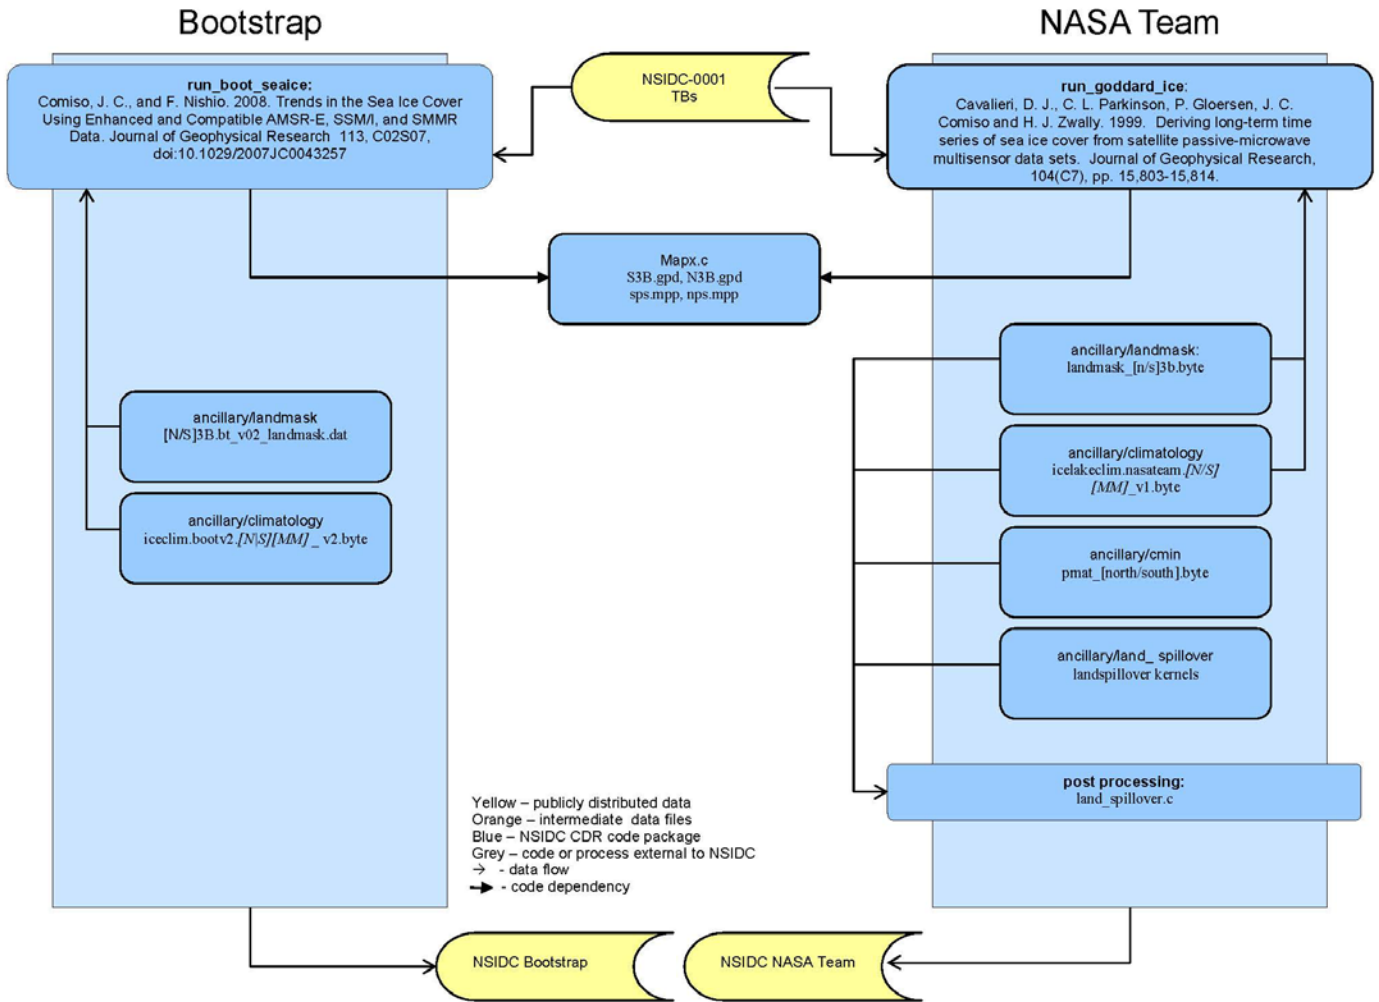 Bootstrap
NASA Team
run_boot_seaice:
Comiso, J. C., and F. Nishio. 2008. Trends in the Sea Ice Cover
Using Enhanced and Compatible AMSR-E, SSM/I, and SMMR
Data. Journal of Geophysical Research 113, C02S07,
doi:10.1029/2007JC0043257
NSIDC-0001
TBs
run_goddard_ice:
Cavalieri, D. J., C. L. Parkinson, P. Gloersen, J. C.
Comiso and H. J. Zwally. 1999. Deriving long-term time
series of sea ice cover from satellite passive-microwave
multisensor data sets. Journal of Geophysical Research,
104(C7), pp. 15,803-15,814.
Mapx.c
S3B.gpd, N3B.gpd
sps.mpp, nps.mpp
ancillary/landmask
[N/S]3B.bt_v02_landmask.dat
ancillary/climatology
iceclim.bootv2.[N|S][MM] _ v2.byte
ancillary/landmask:
landmask_[n/s]3b.byte
ancillary/climatology
icelakeclim.nasateam.[N/S]
[MM]_v1.byte
ancillary/cmin
pmat_[north/south].byte
ancillary/land_ spillover
landspillover kernels
post processing:
land_spillover.c
Yellow – publicly distributed data
Orange – intermediate data files
Blue – NSIDC CDR code package
Grey – code or process external to NSIDC
- data flow
- code dependency
NSIDC Bootstrap
NSIDC NASA Team